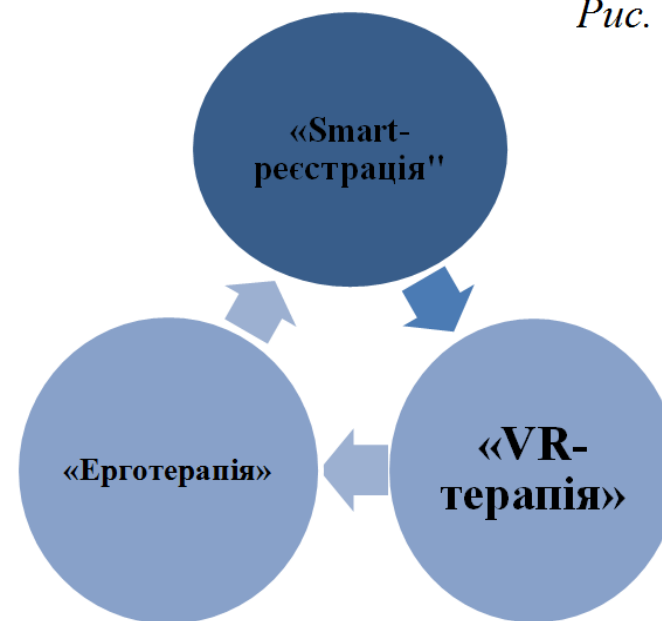 Рис.
«Smart-
реєстрація"
«Ерготерапія»
«VR-
терапія»